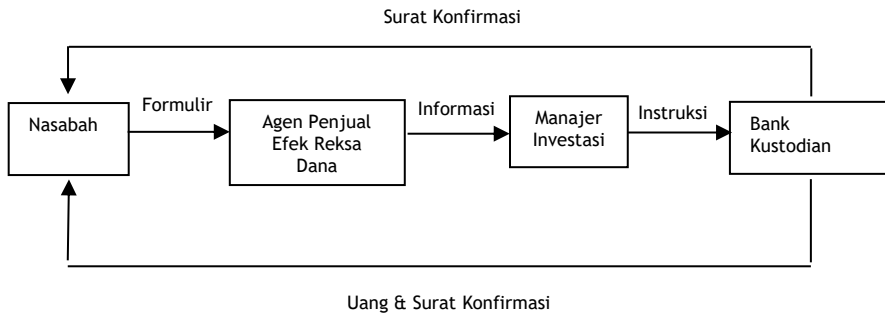 Surat Konfirmasi
Nasabah
Formulir
Agen Penjual
Efek Reksa
Dana
Informasi
Manajer
Investasi
Instruksi
Bank
Kustodian
Uang & Surat Konfirmasi